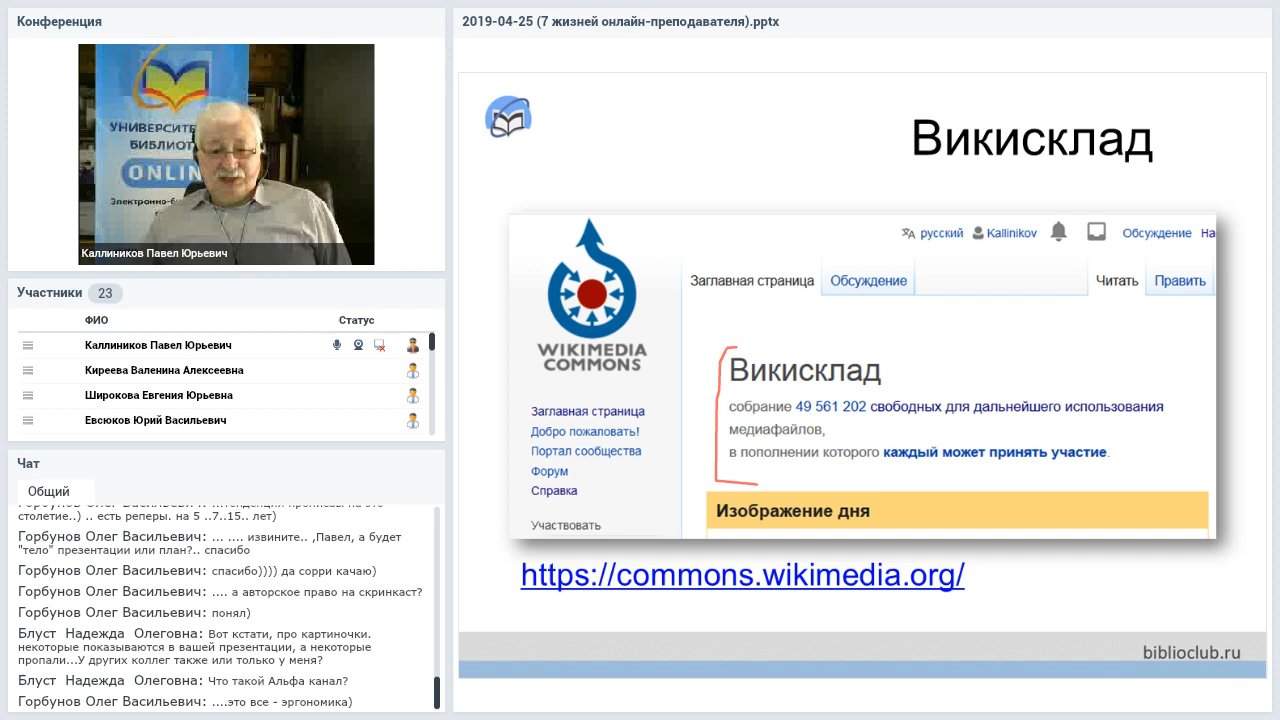 Конференция
УНИВЕРСИТЕ
БИБЛИОТ
ONLIN
Каллиников Павел Юрьевич
Участники 23
ФИО Статус
Каллиников Павел Юрьевич
Киреева Валенина Алексеевна
Широкова Евгения Юрьевна
Евсюков Юрий Васильевич
Чат
Общий
столетие..) .. есть реперы. на 5 ..7..15.. лет)
Горбунов Олег Васильевич: ... .... извините.. ,Павел, а будет
"тело" презентации или план?.. спасибо
Горбунов Олег Васильевич: спасибо)))) да сорри качаю)
Горбунов Олег Васильевич: .... а авторское право на скринкаст?
Горбунов Олег Васильевич: понял)
Блуст Надежда Олеговна: Вот кстати, про картиночки.
некоторые показываются в вашей презентации, а некоторые
пропали...У других коллег также или только у меня?
Блуст Надежда Олеговна: Что такой Альфа канал?
Горбунов Олег Васильевич: ....это все - эргономика)
2019-04-25 (7 жизней онлайн-преподавателя).pptx
Викисклад
русский Kallinikov Обсуждение На
Заглавная страница Обсуждение Читать Править
WIKIMEDIA
COMMONS
Викисклад
собрание 49 561 202 свободных для дальнейшего использования
медиафайлов,
в пополнении которого каждый может принять участие.
Заглавная страница
Добро пожаловать!
Портал сообщества
Форум
Справка
Участвовать
Изображение дня
https://commons.wikimedia.org/
biblioclub.ru